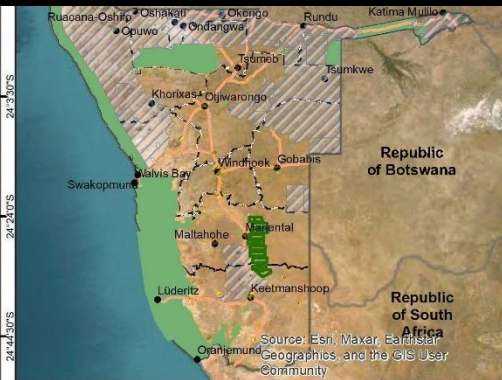 Ruacana-Oship
Oshakati
Okongo
Katima Mulilo
Ondangwa
Rundu
Opuwo
Tsumeb
Tsumkwe
24°3'30"S
Khorixas
Otjiwarongo
Republic
of Botswana
Walvis Bay
Windhoek
Gobabis
Swakopmund
24°24'0"S
Maltahohe
Mariental
Lüderitz
Keetmanshoop
Republic
of South
Africa
24°44'30"S
Oranjemund
Source: Esri, Maxar, Earthstar
Geographics, and the GIS User
Community